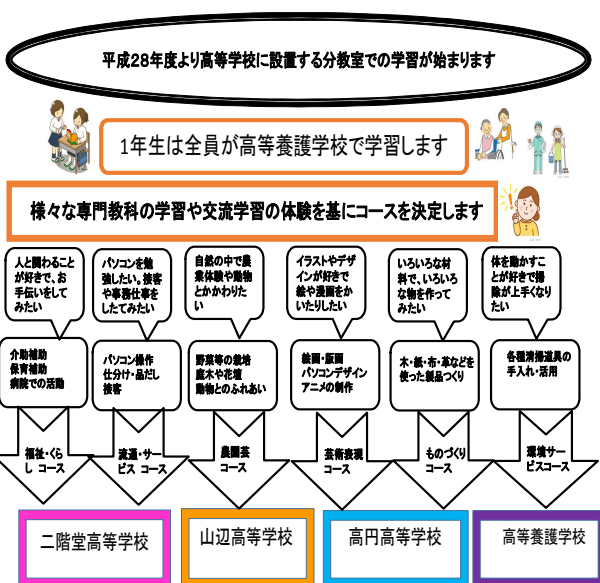 平成28年度より高等学校に設置する分教室での学習が始まります
1年生は全員が高等養護学校で学習します
様々な専門教科の学習や交流学習の体験を基にコースを決定します
人と関わること
が好きで、お
手伝いをして
みたい
パソコンを勉
強したい。接客
や事務仕事を
したてみたい
自然の中で農
業体験や動物
とかかわりた
い
イラストやデザ
インが好きで
絵や漫画をか
いたりしたい
いろいろな材
料で、いろいろ
な物を作って
みたい
体を動かすこ
とが好きで掃
除が上手くなり
たい
介助補助
保育補助
病院での活動
パソコン操作
仕分け・品だし
接客
野菜等の栽培
庭木や花壇
動物とのふれあい
絵画・版画
パソコンデザイン
アニメの制作
木・紙・布・革などを
使った製品つくり
各種清掃道具の
手入れ・活用
福祉・くら
し コース
流通・サー
ビス コース
農園芸
コース
芸術表現
コース
ものづくり
コース
環境サー
ビスコース
二階堂高等学校
山辺高等学校
高円高等学校
高等養護学校